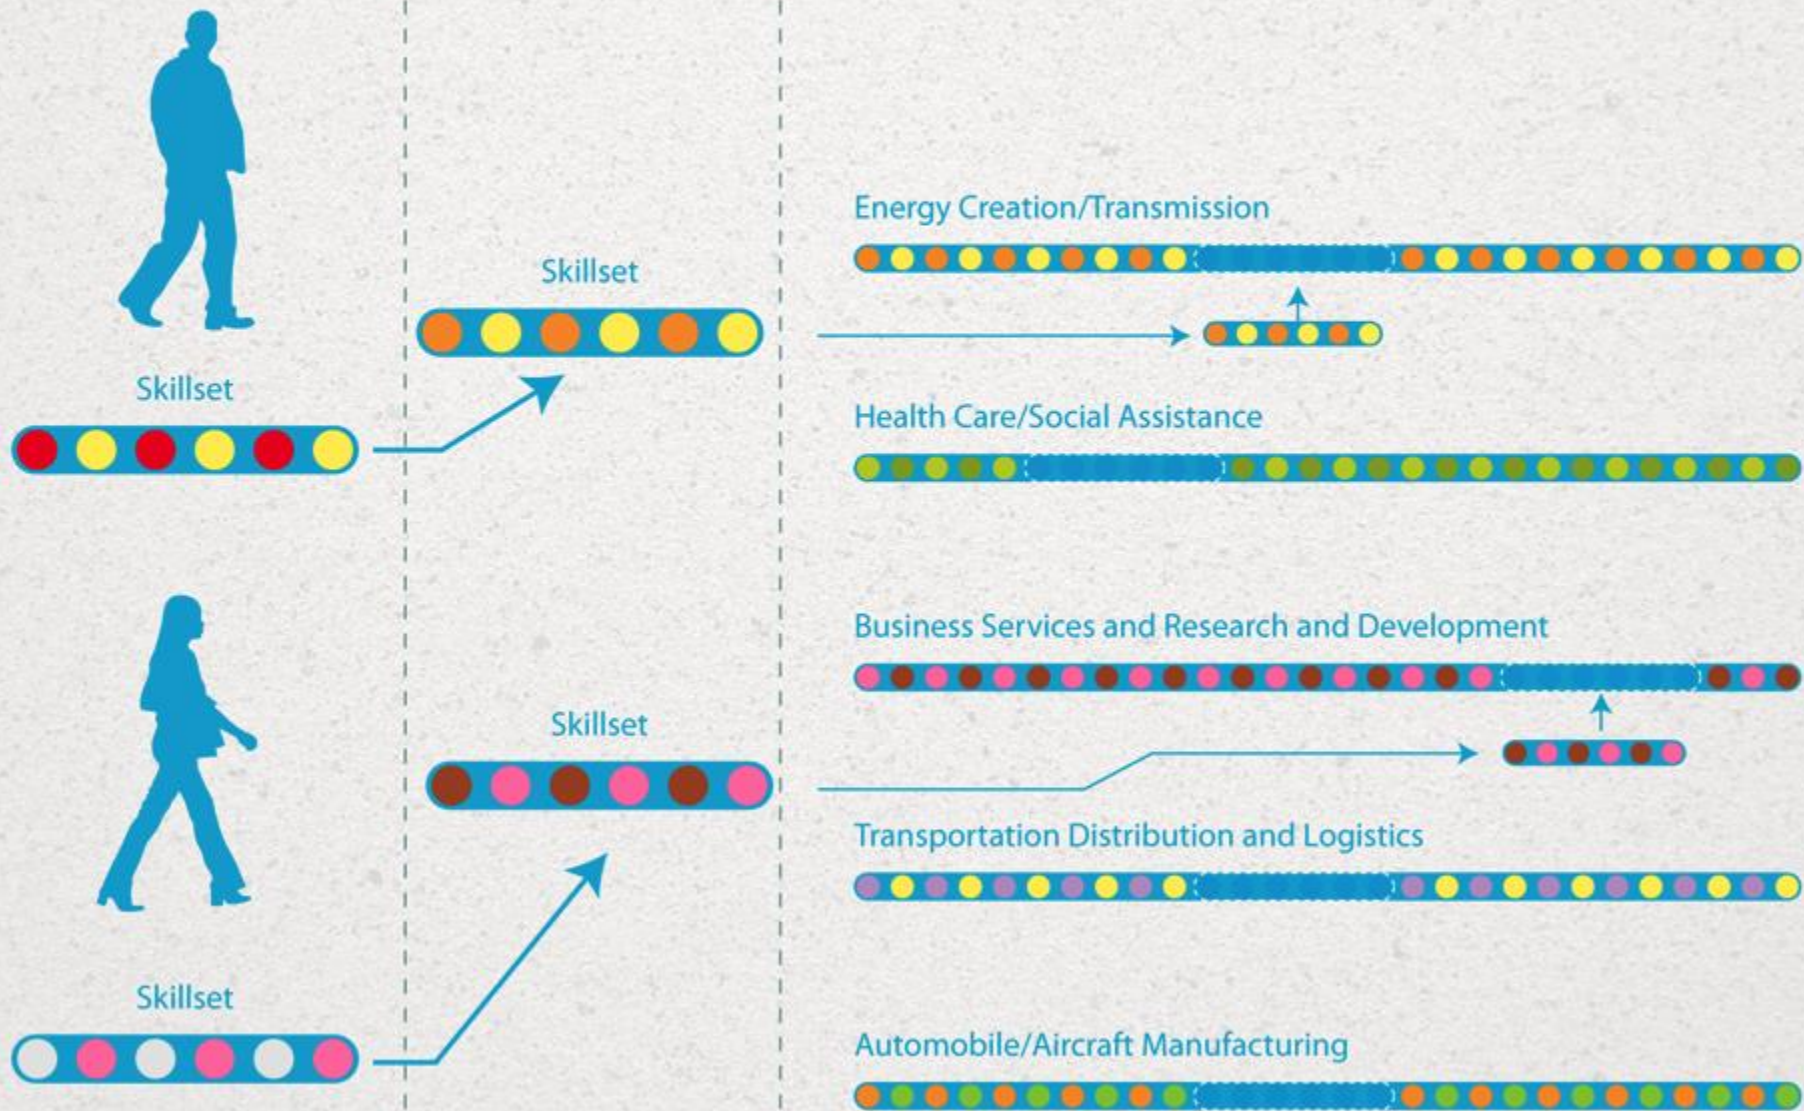 Skillset
Skillset
Energy Creation/Transmission
Health Care/Social Assistance
Skillset
Skillset
Business Services and Research and Development
Transportation Distribution and Logistics
Automobile/Aircraft Manufacturing